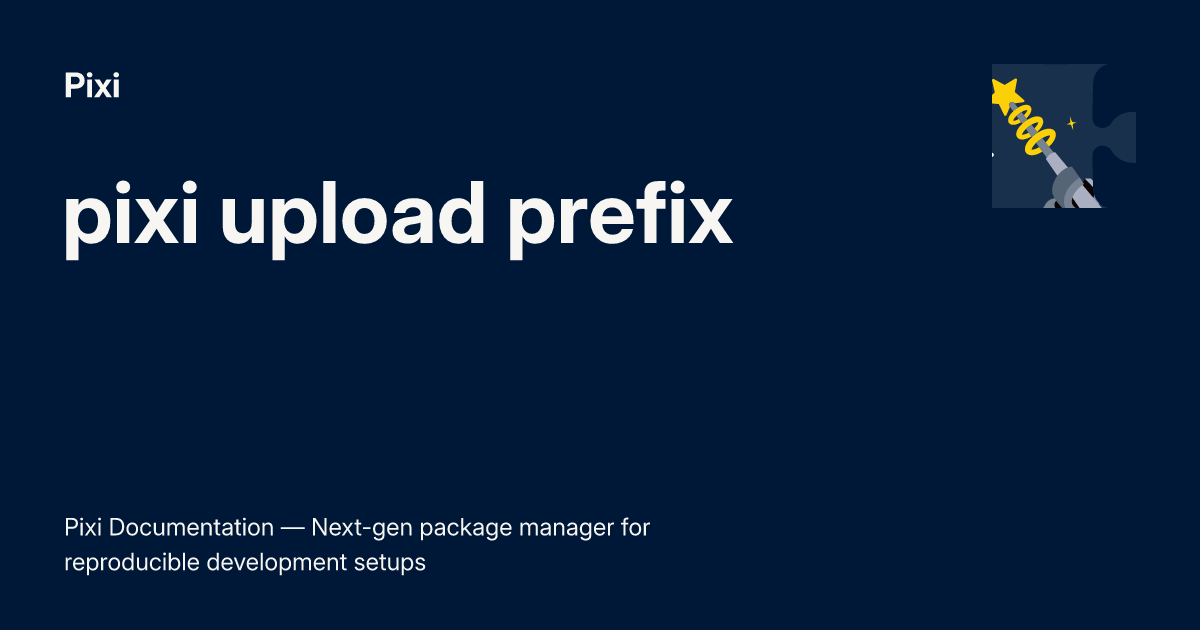 Pixi
pixi upload prefix
Pixi Documentation — Next-gen package manager for
reproducible development setups